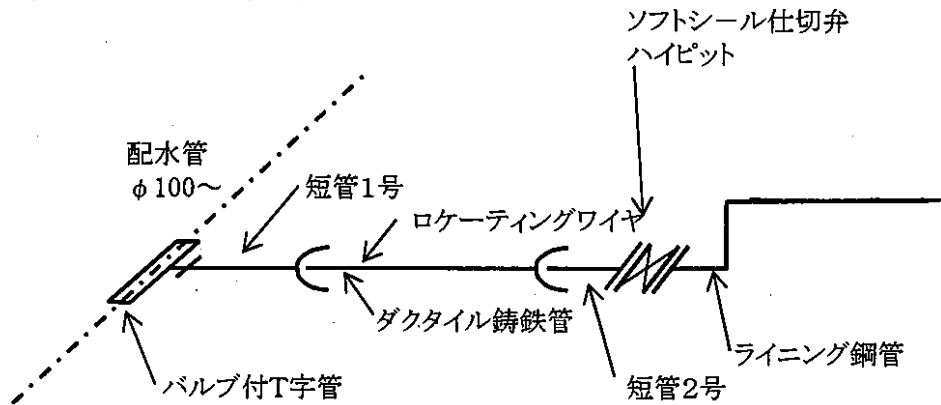 ソフトシール仕切弁
ハイピット
配水管
φ100～
短管1号
ロケーティングワイヤ
ダクタイル鋳鉄管
ライニング鋼管
バルブ付T字管
短管2号